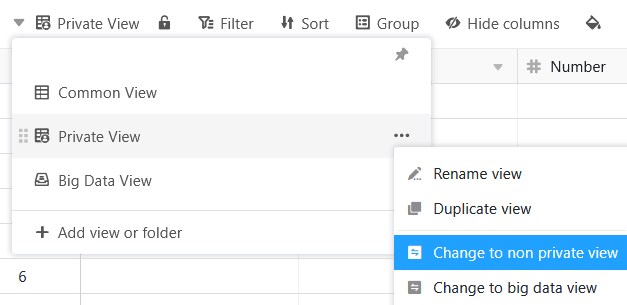 Private View Filter Sort Group Hide columns
Number
Common View
Private View
Big Data View
Add view or folder
Rename view
Duplicate view
Change to non private view
Change to big data view
6